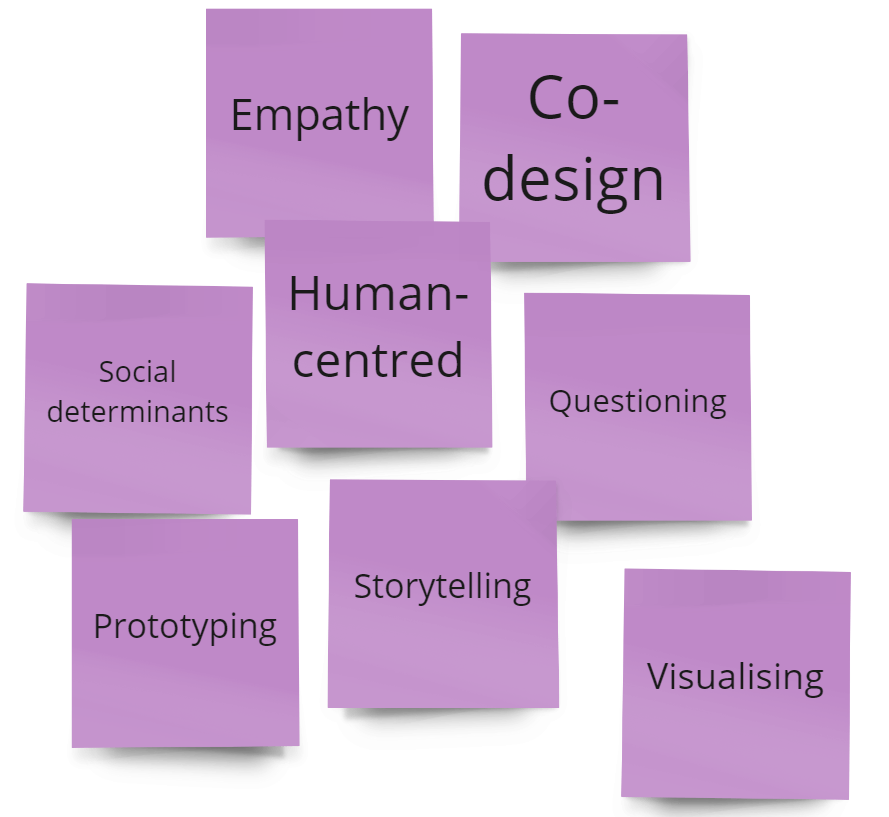 Empathy
Co-
design
Human-
centred
Social
determinants
Questioning
Storytelling
Prototyping
Visualising